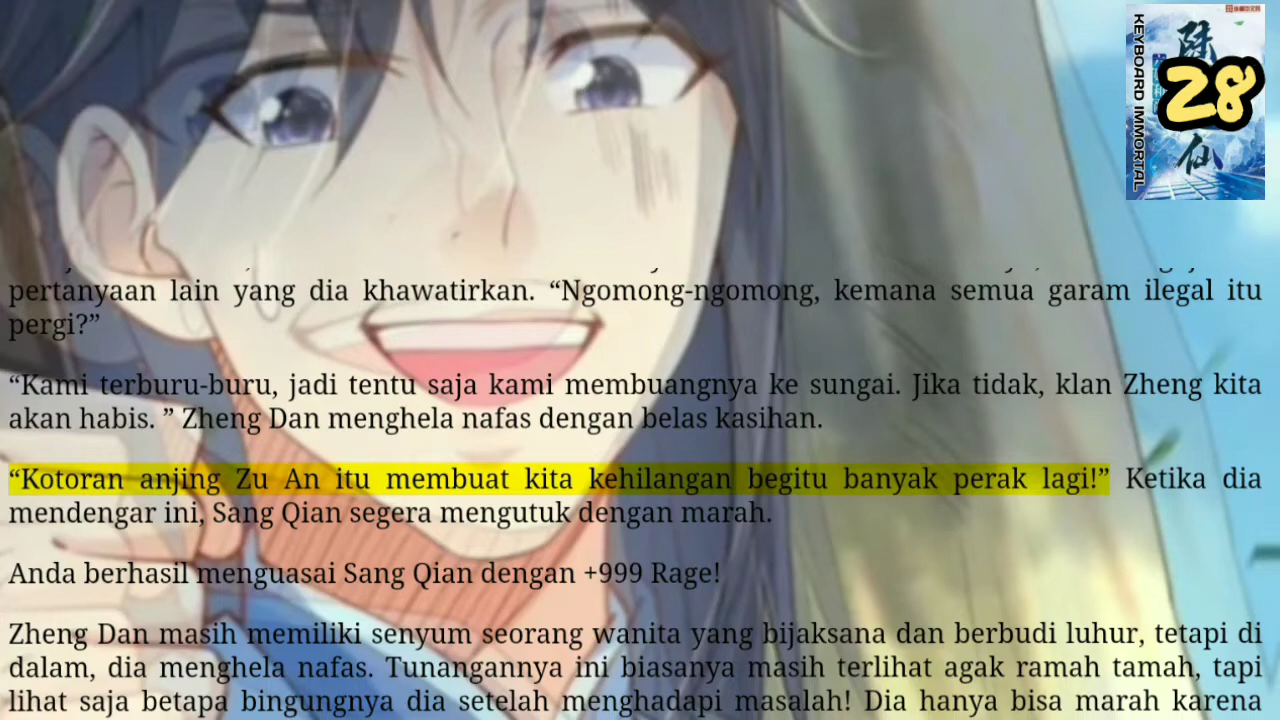 陆
28
仙
KEYBOARD IMMORTAL
pertanyaan lain yang dia khawatirkan. “Ngomong-ngomong, kemana semua garam ilegal itu
pergi?”
“Kami terburu-buru, jadi tentu saja kami membuangnya ke sungai. Jika tidak, klan Zheng kita
akan habis. ” Zheng Dan menghela nafas dengan belas kasihan.
“Kotoran anjing Zu An itu membuat kita kehilangan begitu banyak perak lagi!” Ketika dia
mendengar ini, Sang Qian segera mengutuk dengan marah.
Anda berhasil menguasai Sang Qian dengan +999 Rage!
Zheng Dan masih memiliki senyum seorang wanita yang bijaksana dan berbudi luhur, tetapi di
dalam, dia menghela nafas. Tunangannya ini biasanya masih terlihat agak ramah tamah, tapi
lihat saja betapa bingungnya dia setelah menghadapi masalah! Dia hanya bisa marah karena